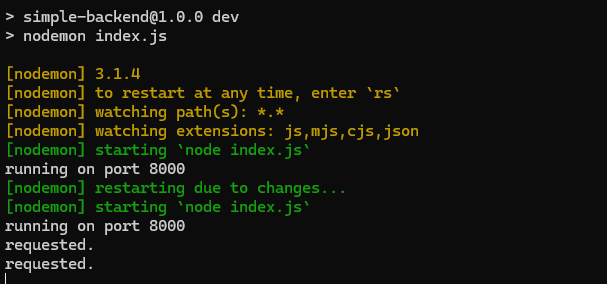 > simple-backend@1.0.0 dev
> nodemon index.js
[nodemon] 3.1.4
[nodemon] to restart at any time, enter `rs`
[nodemon] watching path(s): *.*
[nodemon] watching extensions: js,mjs,cjs,json
[nodemon] starting `node index.js`
running on port 8000
[nodemon] restarting due to changes...
[nodemon] starting `node index.js`
running on port 8000
requested.
requested.